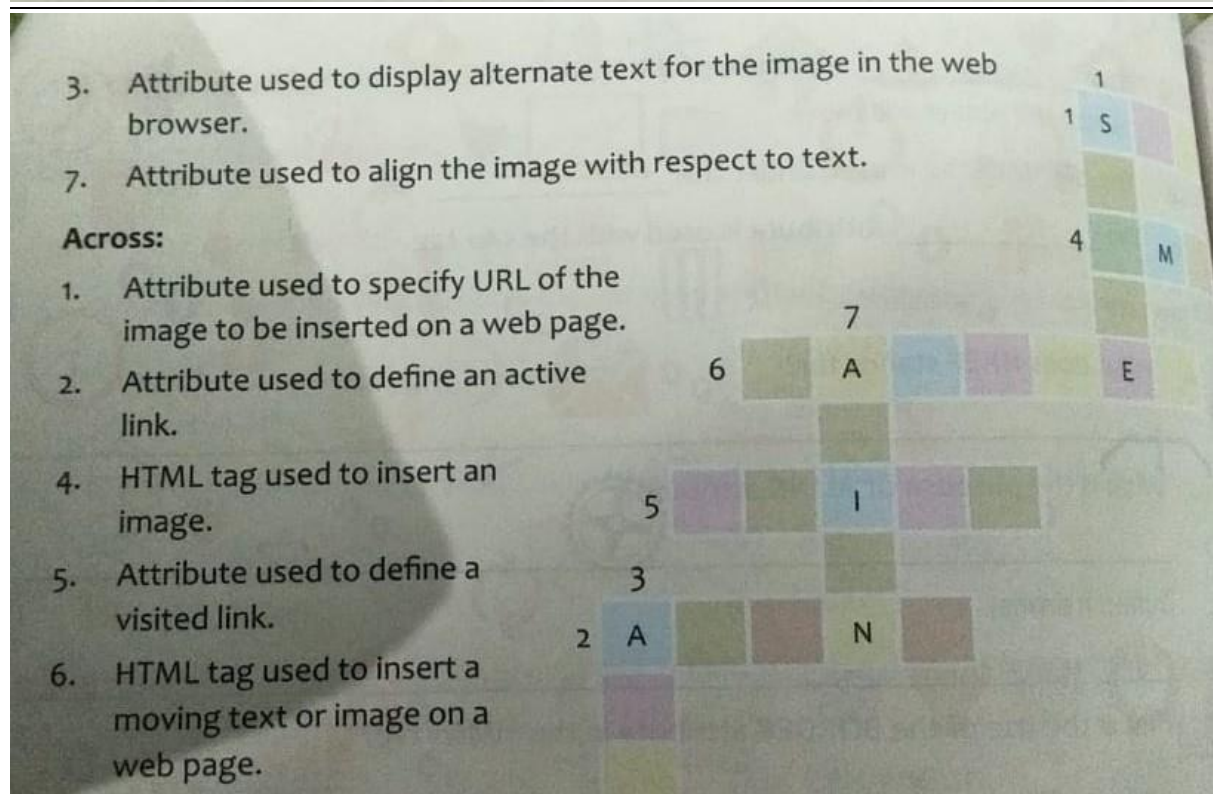 3. Attribute used to display alternate text for the image in the web
browser.
7. Attribute used to align the image with respect to text.
Across:
1. Attribute used to specify URL of the
image to be inserted on a web page.
2. Attribute used to define an active
link.
4. HTML tag used to insert an
image.
5. Attribute used to define a
visited link.
6. HTML tag used to insert a
moving text or image on a
web page.
1
1 S
4 M
7
6 A E
5 I
3
2 A N